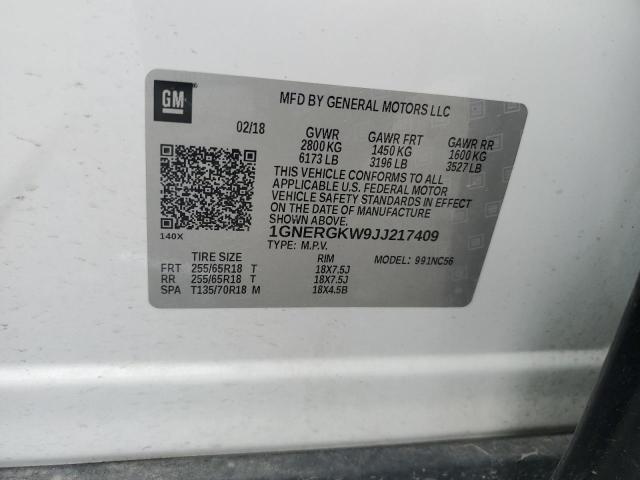 GM
MFD BY GENERAL MOTORS LLC
02/18 GVWR GAWR FRT GAWR RR
2800 KG 1450 KG 1600 KG
6173 LB 3196 LB 3527 LB
THIS VEHICLE CONFORMS TO ALL
APPLICABLE U.S. FEDERAL MOTOR
VEHICLE SAFETY STANDARDS IN EFFECT
ON THE DATE OF MANUFACTURE
SHOWN ABOVE.
140X
1GNERGKW9JJ217409
TYPE: M.P.V. MODEL: 991NC56
TIRE SIZE RIM
FRT 255/65R18 T 18X7.5J
RR 255/65R18 T 18X7.5J
SPA T135/70R18 M 18X4.5B